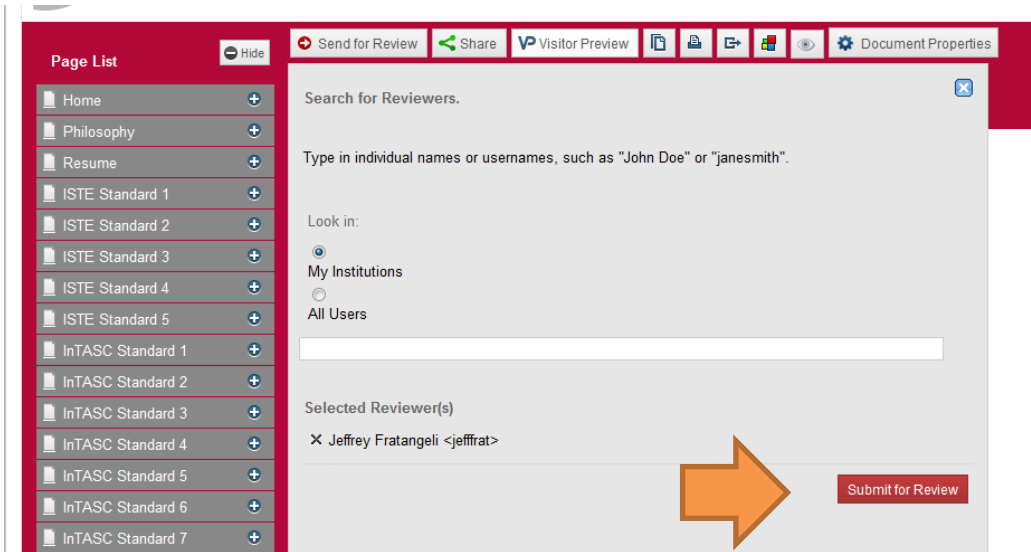 Page List
Hide
Home
Philosophy
Resume
ISTE Standard 1
ISTE Standard 2
ISTE Standard 3
ISTE Standard 4
ISTE Standard 5
InTASC Standard 1
InTASC Standard 2
InTASC Standard 3
InTASC Standard 4
InTASC Standard 5
InTASC Standard 6
InTASC Standard 7
Send for Review
Share
VP Visitor Preview
Document Properties
Search for Reviewers.
Type in individual names or usernames, such as "John Doe" or "janesmith".
Look in:
My Institutions
All Users
Selected Reviewer(s)
Jeffrey Fratangeli <jefffrat>
Submit for Review